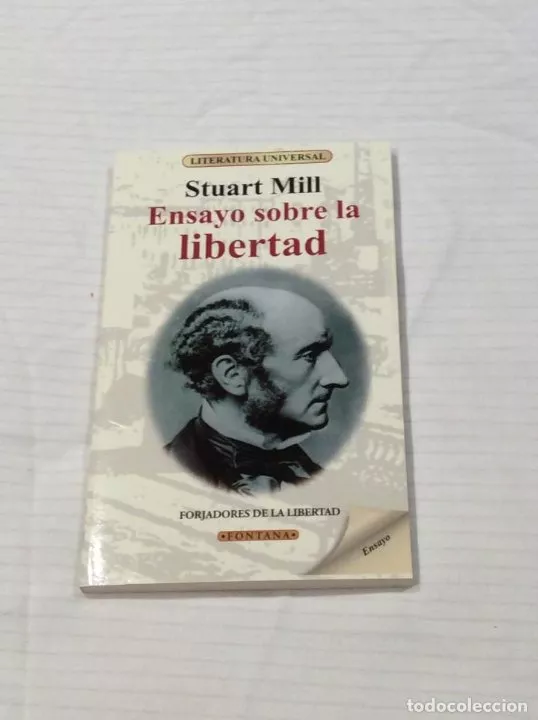 LITERATURA UNIVERSAL
Stuart Mill
Ensayo sobre la
libertad
FORJADORES DE LA LIBERTAD
•FONTANA•
Ensayo
todocoleccion